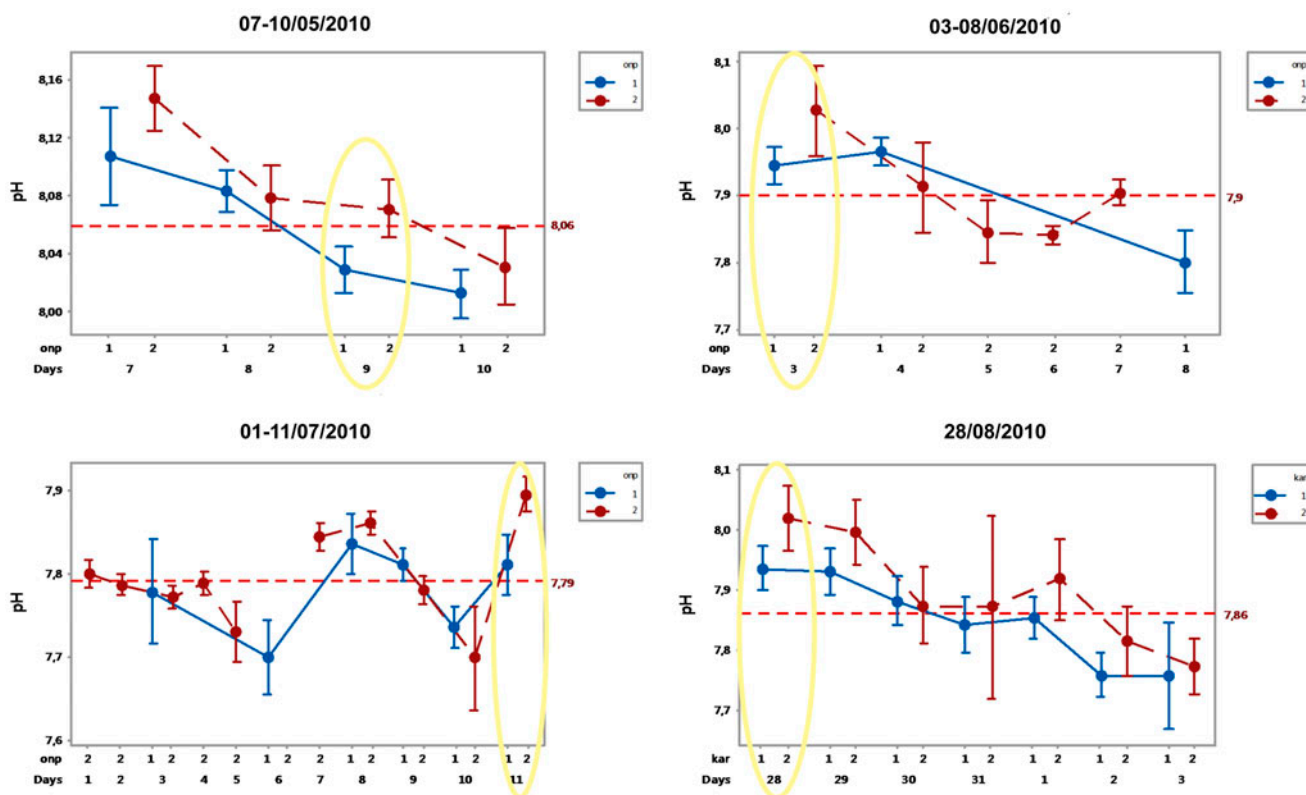 07-10/05/2010
pH
8,16
8,12
8,08
8,04
8,00
8,06
onp
1
2
onp 1 2 1 2 1 2 1 2
Days 7 8 9 10
03-08/06/2010
pH
8,1
8,0
7,9
7,8
7,7
7,9
onp
1
2
onp 1 2 1 2 2 2 2 1
Days 3 4 5 6 7 8
01-11/07/2010
pH
7,9
7,8
7,7
7,6
7,79
onp
1
2
onp 2 2 1 2 2 2 1 2 2 1 2 1 2 1 2 1 2
Days 1 2 3 4 5 6 7 8 9 10 11
28/08/2010
pH
8,1
8,0
7,9
7,8
7,7
7,86
kar
1
2
kar 1 2 1 2 1 2 1 2 1 2 1 2 1 2
Days 28 29 30 31 1 2 3